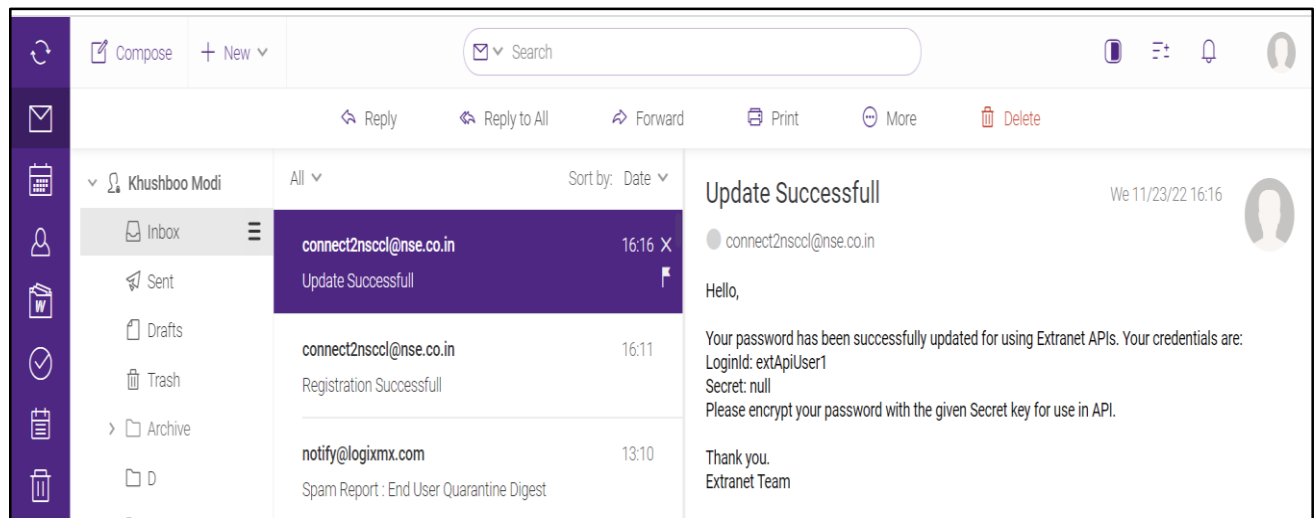 Compose
New
Search
Reply
Reply to All
Forward
Print
More
Delete
Khushboo Modi
Inbox
Sent
Drafts
Trash
Archive
D
W
All
Sort by: Date
connect2nsccl@nse.co.in 16:16
Update Successfull
connect2nsccl@nse.co.in 16:11
Registration Successfull
notify@logixmx.com 13:10
Spam Report : End User Quarantine Digest
Update Successfull We 11/23/22 16:16
connect2nsccl@nse.co.in
Hello,
Your password has been successfully updated for using Extranet APIs. Your credentials are:
LoginId: extApiUser1
Secret: null
Please encrypt your password with the given Secret key for use in API.
Thank you.
Extranet Team